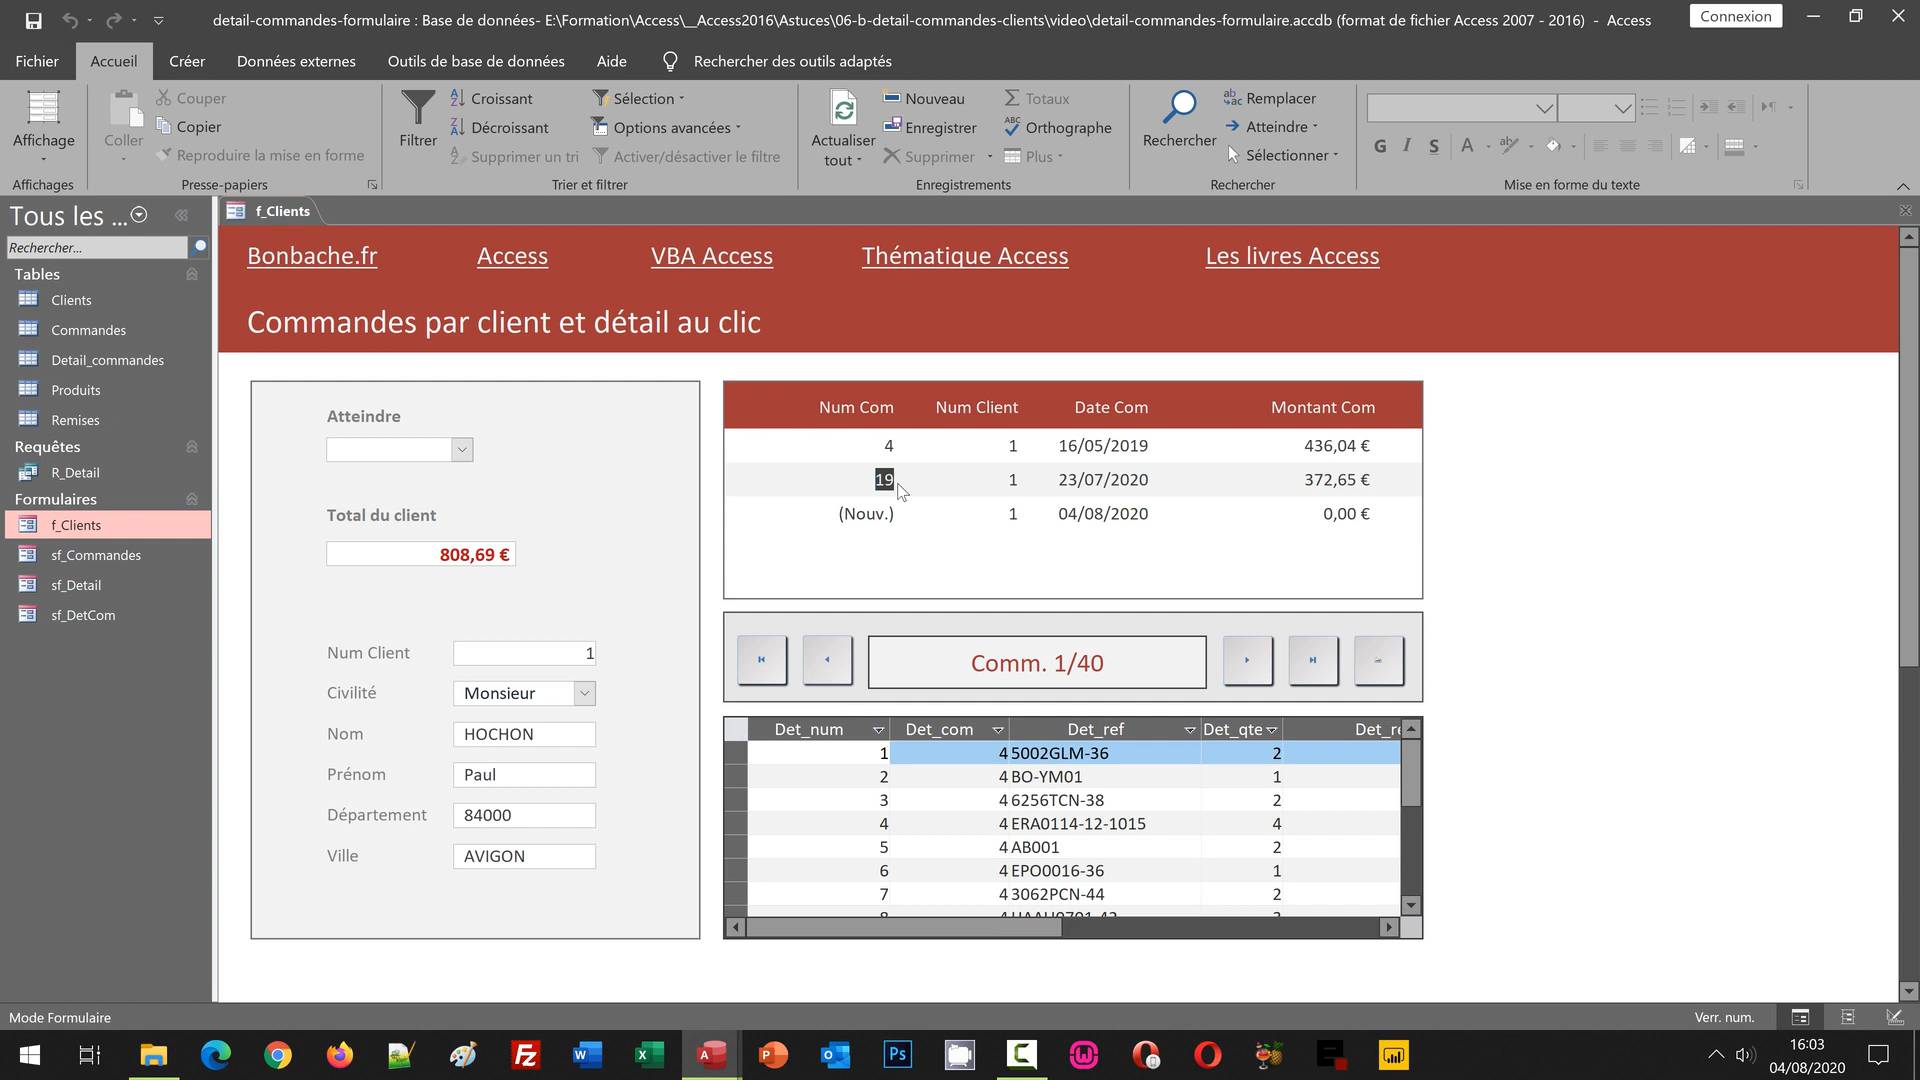 detail-commandes-formulaire : Base de données- E:\Formation\Access\__Access2016\Astuces\06-b-detail-commandes-clients\video\detail-commandes-formulaire.accdb (format de fichier Access 2007 - 2016) - Access
Connexion
Fichier Accueil Créer Données externes Outils de base de données Aide Rechercher des outils adaptés
Affichage
Affichages
Coller
Couper
Copier
Reproduire la mise en forme
Presse-papiers
Filtrer
Croissant
Décroissant
Supprimer un tri
Sélection
Options avancées
Activer/désactiver le filtre
Trier et filtrer
Actualiser
tout
Nouveau
Enregistrer
Supprimer
Totaux
Orthographe
Plus
Enregistrements
Rechercher
Remplacer
Atteindre
Sélectionner
Rechercher
G I S A
Mise en forme du texte
Tous les ...
Rechercher...
Tables
Clients
Commandes
Detail_commandes
Produits
Remises
Requêtes
R_Detail
Formulaires
f_Clients
sf_Commandes
sf_Detail
sf_DetCom
f_Clients
Bonbache.fr Access VBA Access Thématique Access Les livres Access
Commandes par client et détail au clic
Atteindre
Total du client
808,69 €
Num Client 1
Civilité Monsieur
Nom HOCHON
Prénom Paul
Département 84000
Ville AVIGON
Num Com Num Client Date Com Montant Com
4 1 16/05/2019 436,04 €
19 1 23/07/2020 372,65 €
(Nouv.) 1 04/08/2020 0,00 €
Comm. 1/40
Det_num Det_com Det_ref Det_qte Det_re
1 4 5002GLM-36 2
2 4 BO-YM01 1
3 4 6256TCN-38 2
4 4 ERA0114-12-1015 4
5 4 AB001 2
6 4 EPO0016-36 1
7 4 3062PCN-44 2
Mode Formulaire
Verr. num.
16:03
04/08/2020